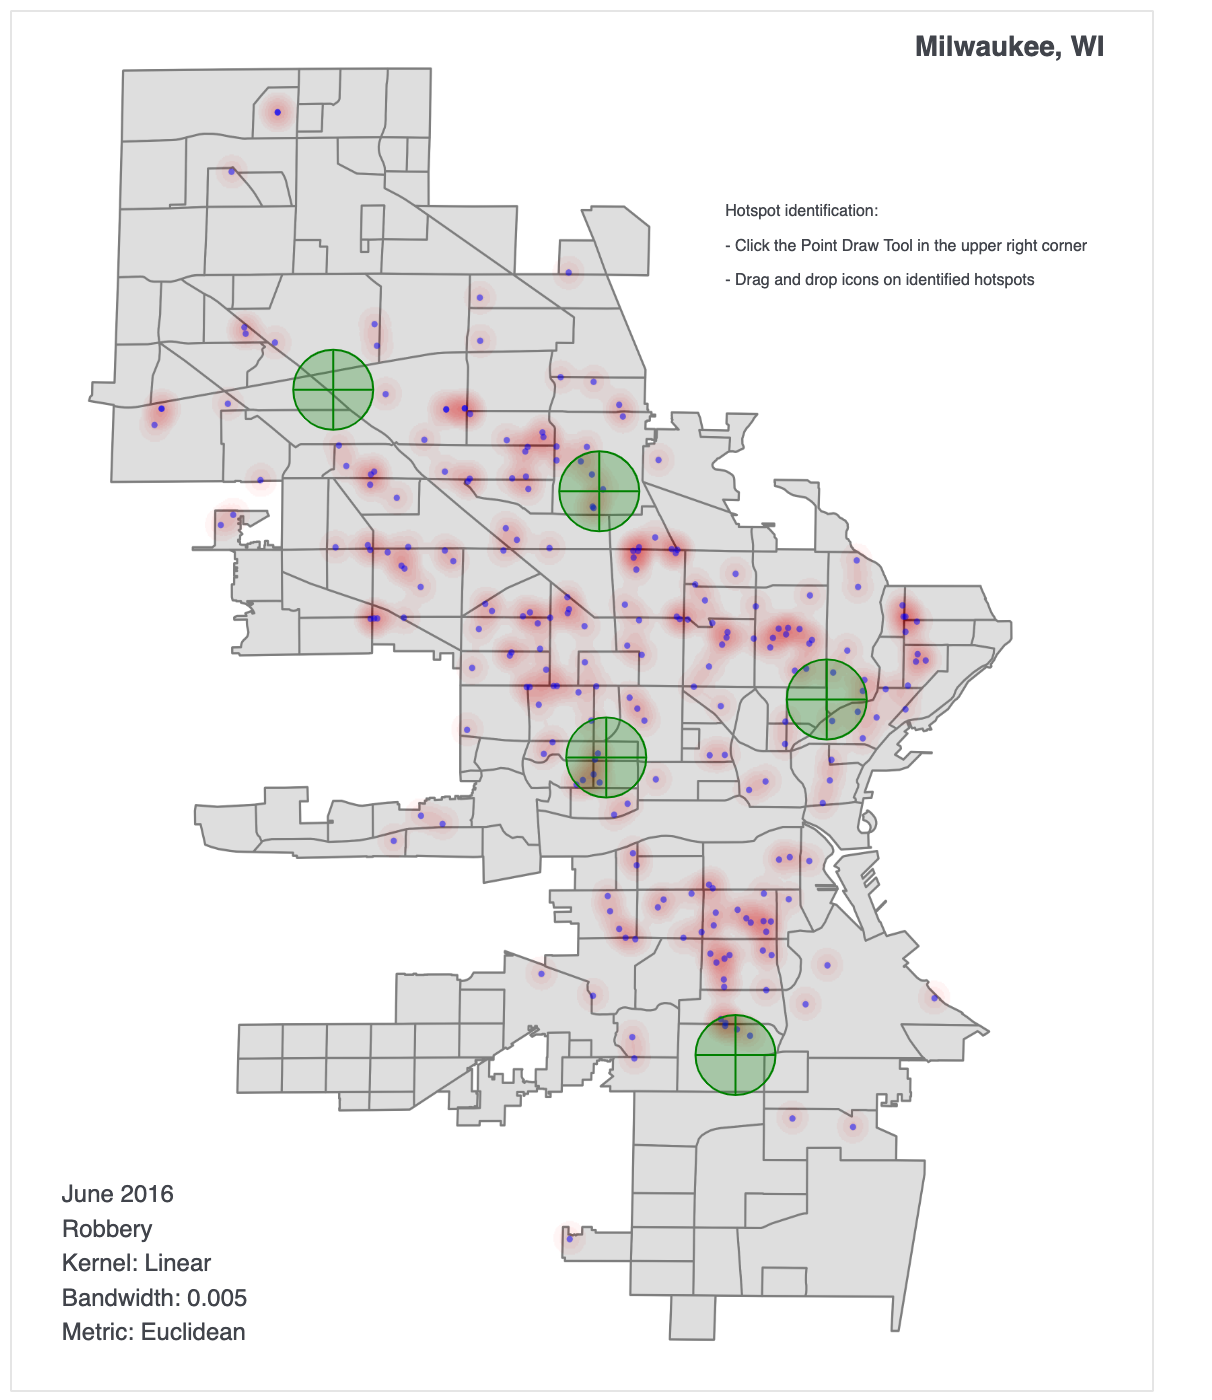 Milwaukee, WI
Hotspot identification:
- Click the Point Draw Tool in the upper right corner
- Drag and drop icons on identified hotspots
June 2016
Robbery
Kernel: Linear
Bandwidth: 0.005
Metric: Euclidean